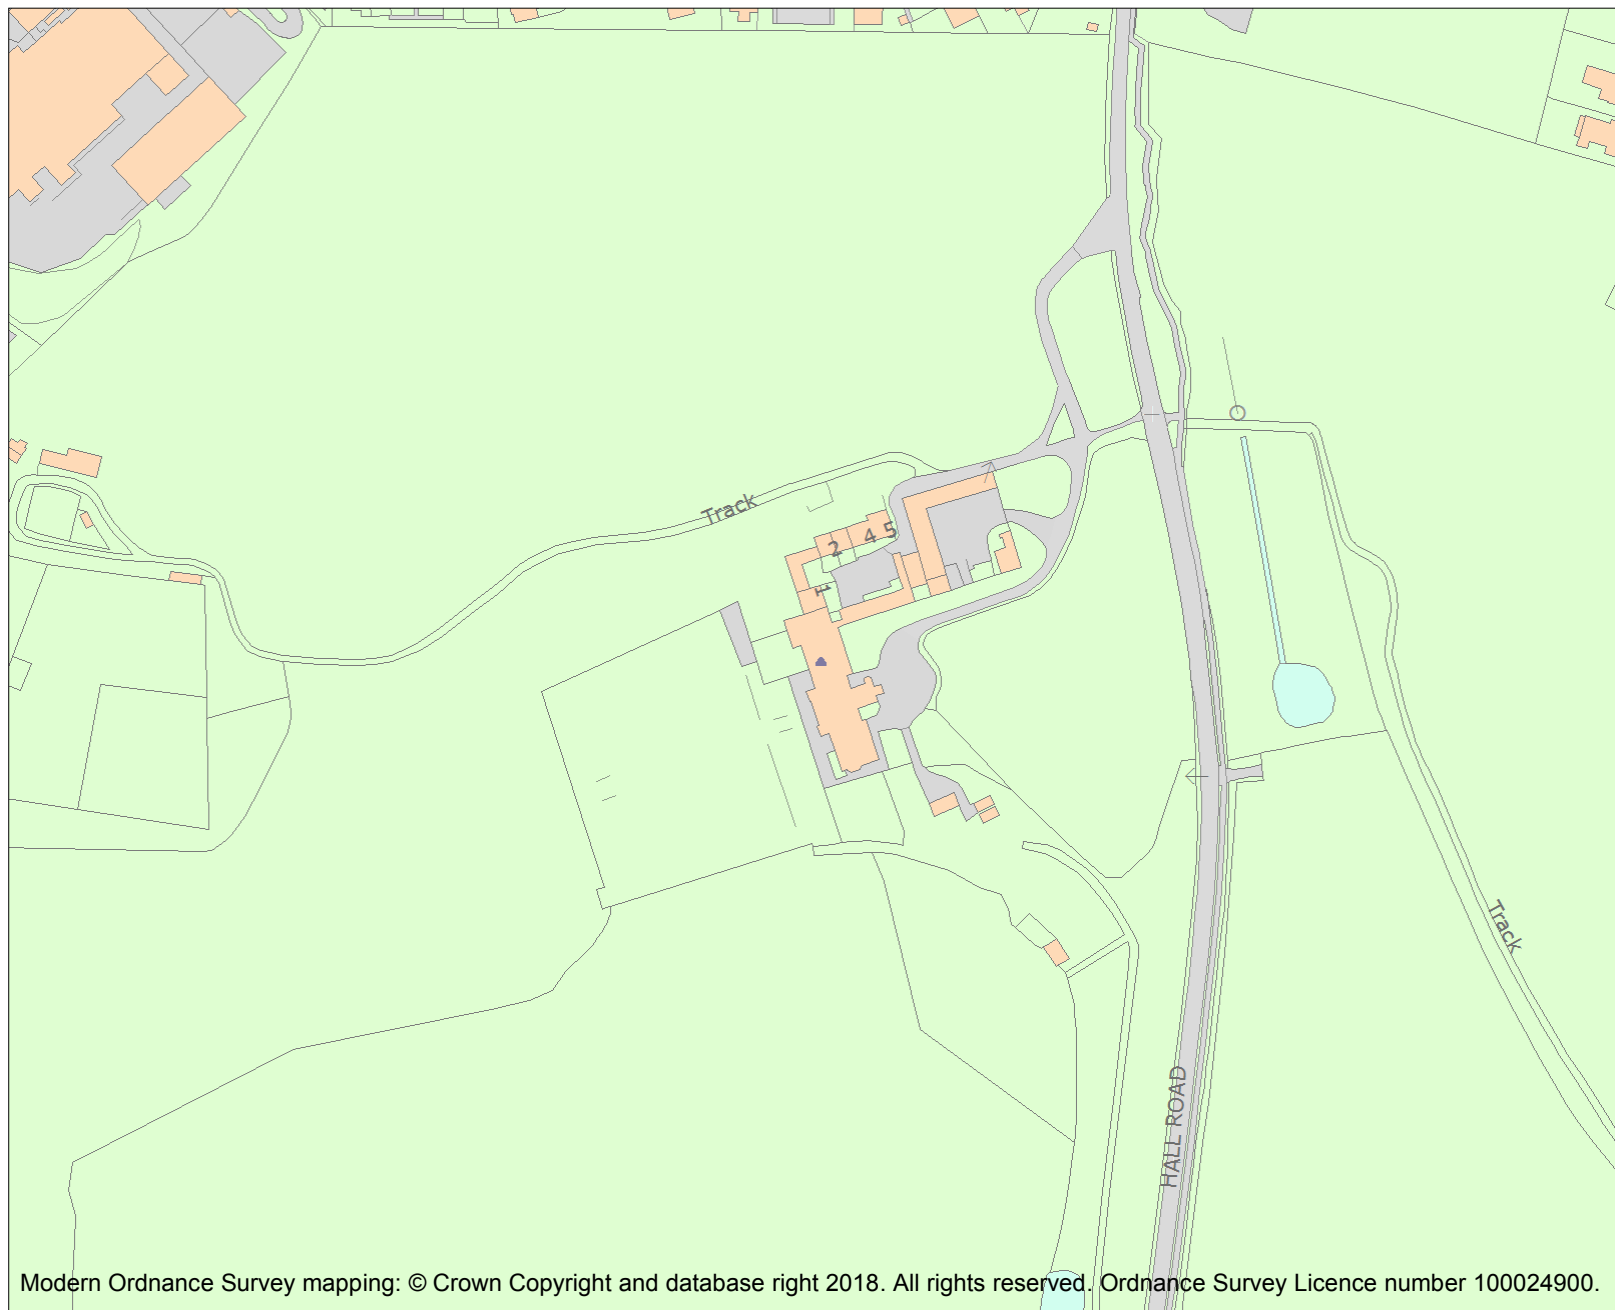 Track
2
4
5
1
Track
HALL ROAD
Modern Ordnance Survey mapping: © Crown Copyright and database right 2018. All rights reserved. Ordnance Survey Licence number 100024900.